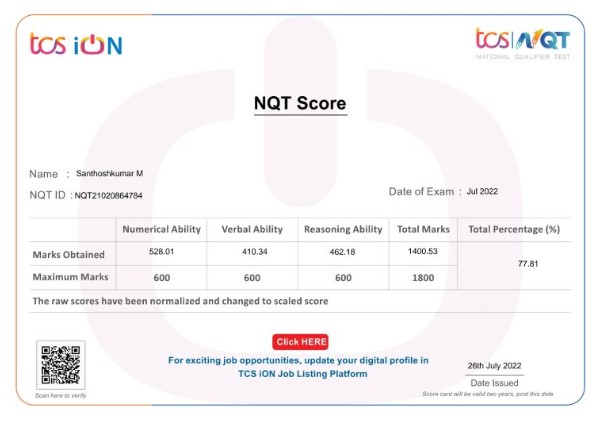 tcs iON
tcs NQT
NATIONAL QUALIFIER TEST
NQT Score
Name : Santhoshkumar M
NQT ID : NQT21020864784
Date of Exam : Jul 2022
Numerical Ability Verbal Ability Reasoning Ability Total Marks Total Percentage (%)
Marks Obtained 528.01 410.34 462.18 1400.53 77.81
Maximum Marks 600 600 600 1800
The raw scores have been normalized and changed to scaled score
Click HERE
For exciting job opportunities, update your digital profile in
TCS iON Job Listing Platform
Scan here to verify
26th July 2022
Date Issued
Score card will be valid two years, post this date